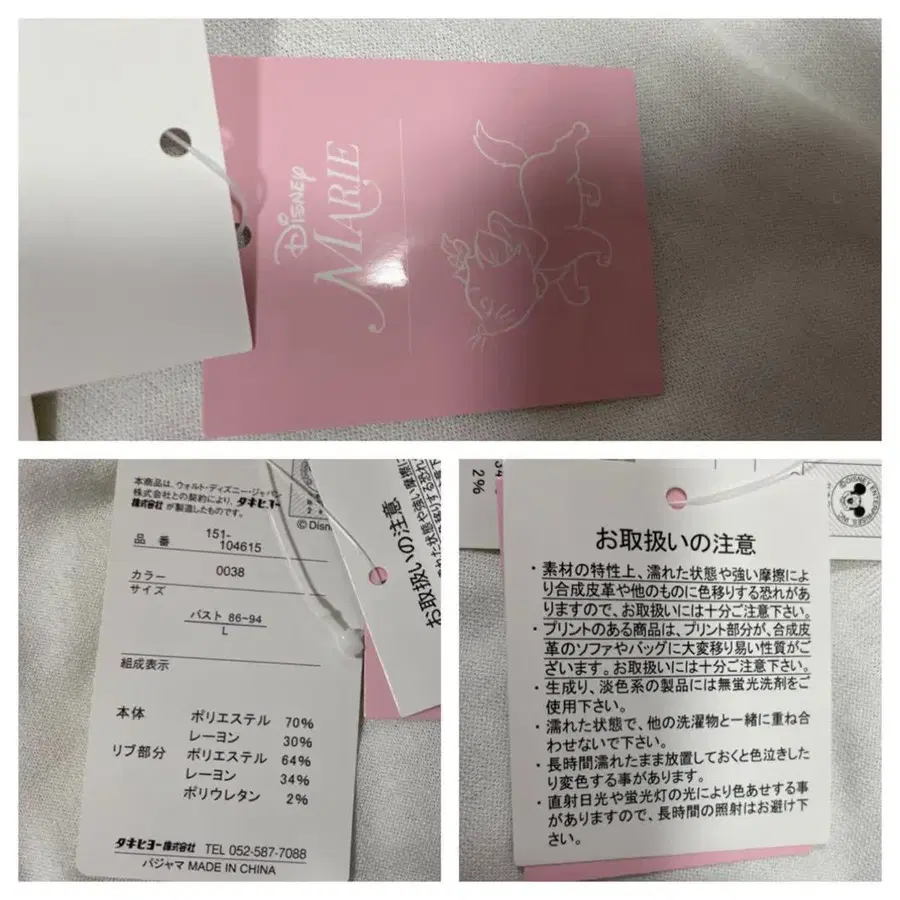 DISNEY
MARIE
本商品は、ウォルト・ディズニー・ジャパン
株式会社との契約により、タキヒヨー
株式会社が製造したものです。
© Disn
品 番 151-
104615
カラー 0038
サイズ
バスト 86~94
L
組成表示
本体 ポリエステル 70%
レーヨン 30%
リブ部分 ポリエステル 64%
レーヨン 34%
ポリウレタン 2%
タキヒヨー株式会社 TEL 052-587-7088
パジャマ MADE IN CHINA
お取扱いの注意
2%
©DISNEY ENTERPRISES INC.
お取扱いの注意
・素材の特性上、濡れた状態や強い摩擦によ
り合成皮革や他のものに色移りする恐れがあ
りますので、お取扱いには十分ご注意下さい。
・プリントのある商品は、プリント部分が、合成皮
革のソファやバッグに大変移り易い性質がご
ざいます。お取扱いには十分ご注意下さい。
・生成り、淡色系の製品には無蛍光洗剤をご
使用下さい。
・濡れた状態で、他の洗濯物と一緒に重ね合
わせないで下さい。
・長時間濡れたまま放置しておくと色泣きした
り変色する事があります。
・直射日光や蛍光灯の光により色あせする事
がありますので、長時間の照射はお避け下
さい。